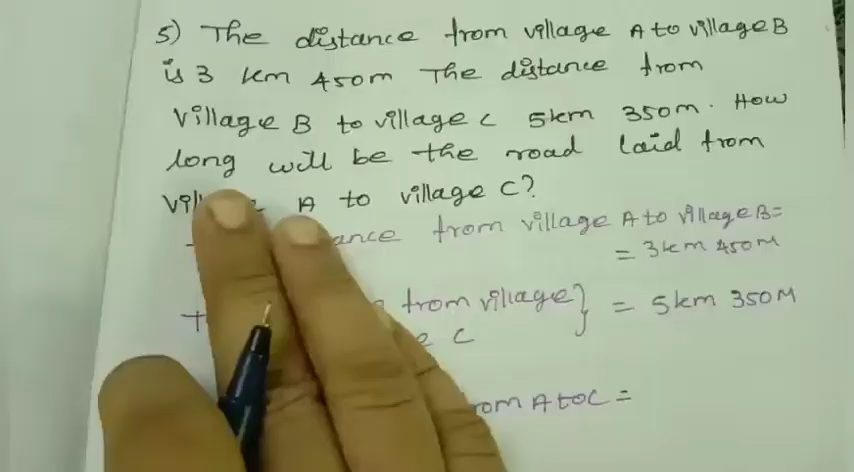 5) The distance from village A to village B
is 3 km 450m The distance from
village B to village C 5km 350m. How
long will be the road laid from
A to village C?
from village A to village B=
= 3km 450M
from village} = 5km 350M
C
A to C =